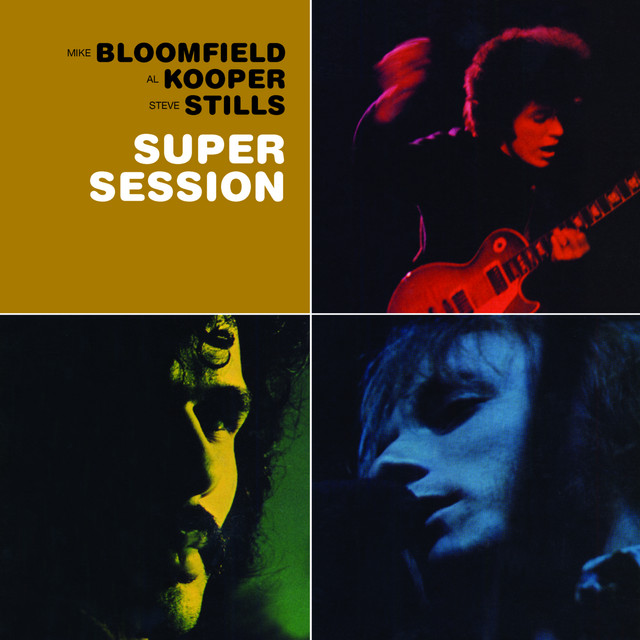 MIKE BLOOMFIELD
AL KOOPER
STEVE STILLS
SUPER
SESSION